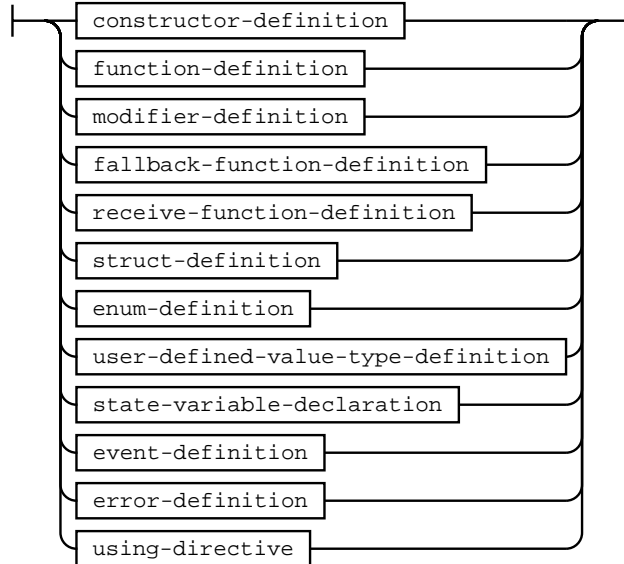 constructor-definition
function-definition
modifier-definition
fallback-function-definition
receive-function-definition
struct-definition
enum-definition
user-defined-value-type-definition
state-variable-declaration
event-definition
error-definition
using-directive